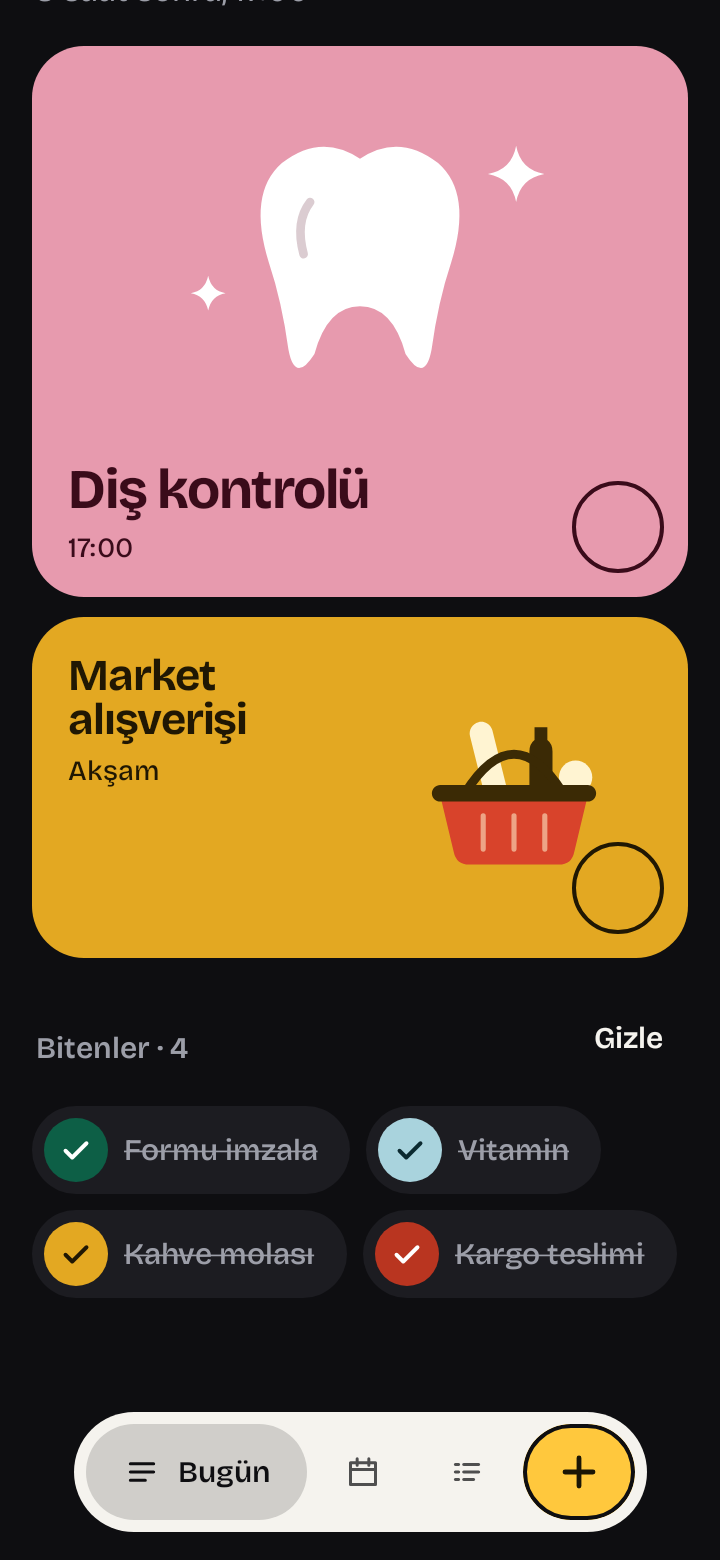 Diş kontrolü
17:00
Market
alışverişi
Akşam
Bitenler · 4
Gizle
Formu imzala
Vitamin
Kahve molası
Kargo teslimi
Bugün